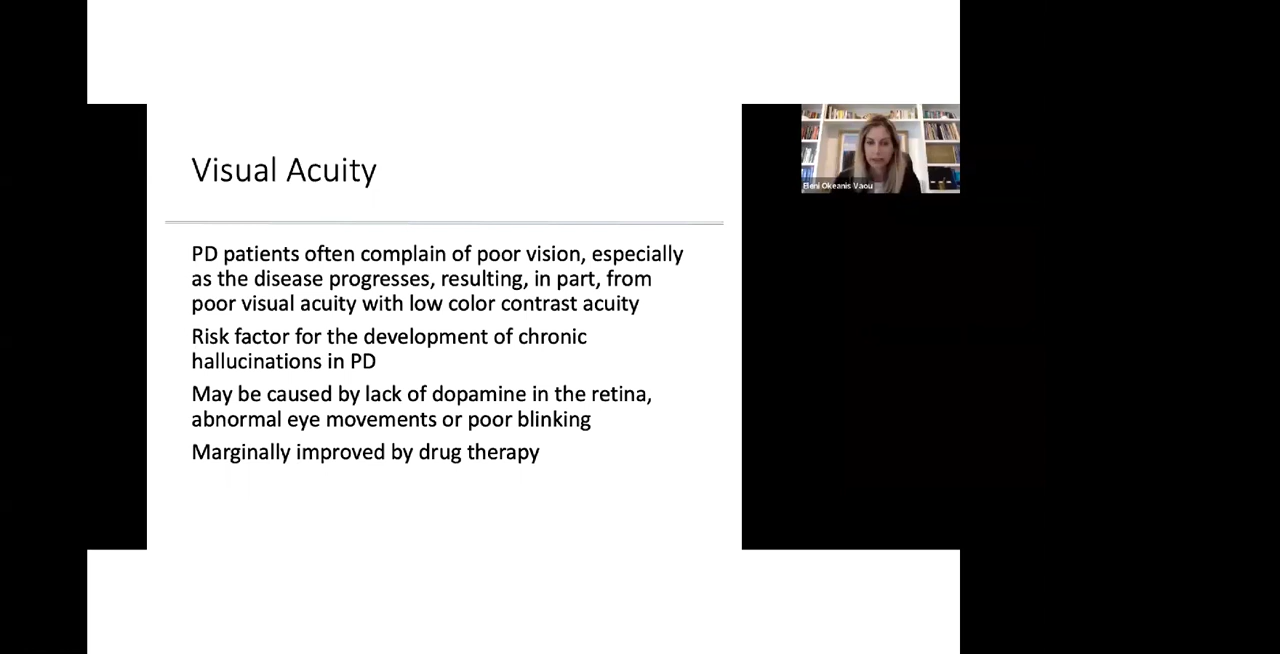 Visual Acuity
PD patients often complain of poor vision, especially
as the disease progresses, resulting, in part, from
poor visual acuity with low color contrast acuity
Risk factor for the development of chronic
hallucinations in PD
May be caused by lack of dopamine in the retina,
abnormal eye movements or poor blinking
Marginally improved by drug therapy
Eleni Okeanis Vaou